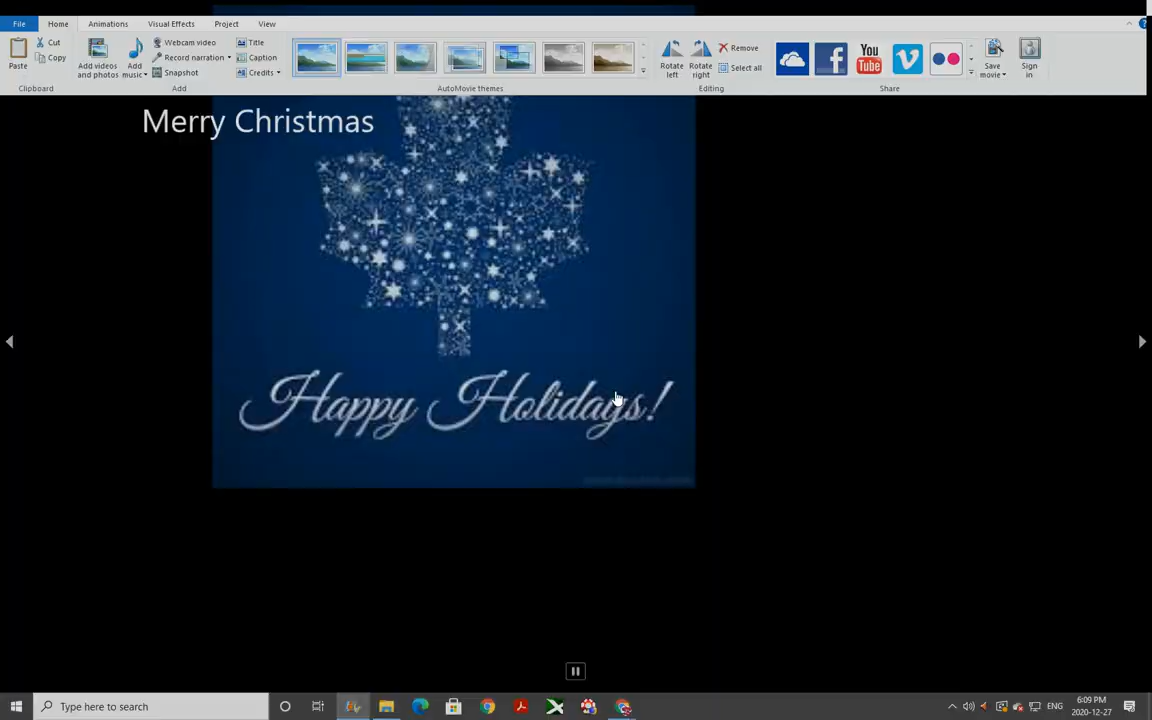 File Home Animations Visual Effects Project View
Paste
Cut
Copy
Clipboard
Add videos
and photos
Add
music
Webcam video
Record narration
Snapshot
Title
Caption
Credits
Add
AutoMovie themes
Rotate
left
Rotate
right
Remove
Select all
Editing
f
You
Tube
Share
Save
movie
Sign
in
Merry Christmas
Happy Holidays!
Type here to search
ENG
6:09 PM
2020-12-27